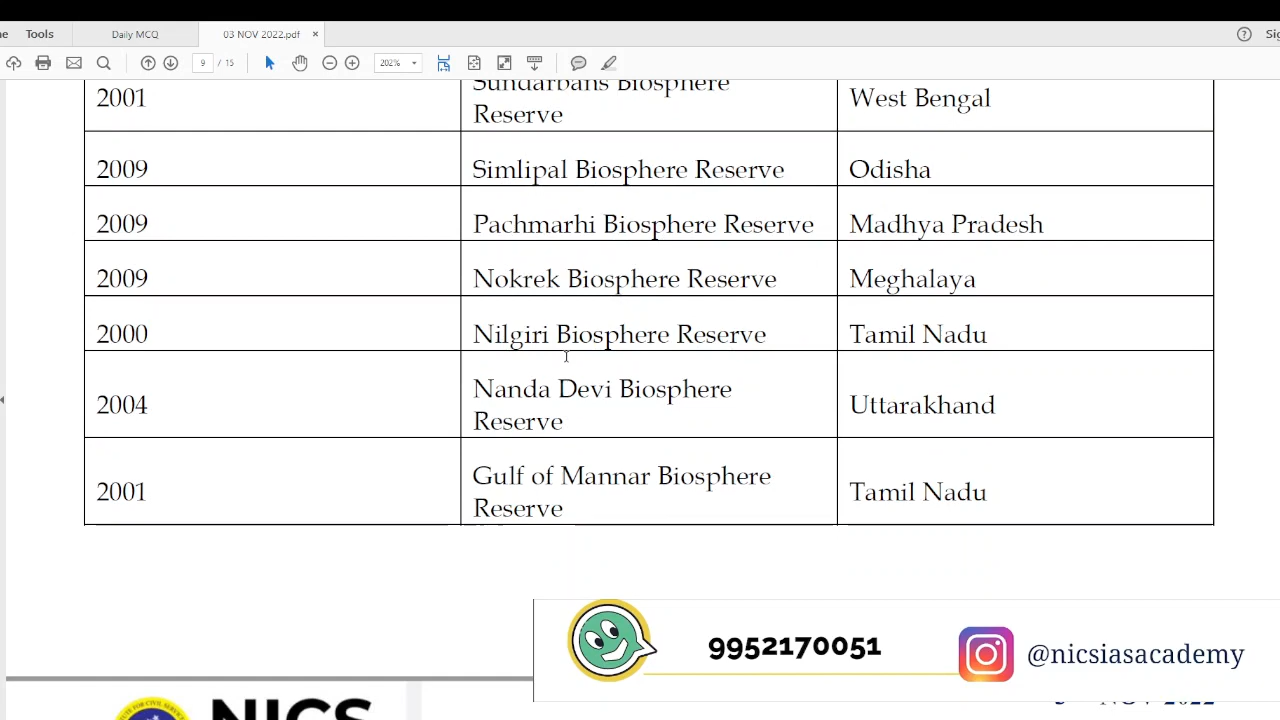 Tools
Daily MCQ
03 NOV 2022.pdf
9 / 15
202%
2001 Sundarbans Biosphere Reserve West Bengal
2009 Simlipal Biosphere Reserve Odisha
2009 Pachmarhi Biosphere Reserve Madhya Pradesh
2009 Nokrek Biosphere Reserve Meghalaya
2000 Nilgiri Biosphere Reserve Tamil Nadu
2004 Nanda Devi Biosphere Reserve Uttarakhand
2001 Gulf of Mannar Biosphere Reserve Tamil Nadu
9952170051
@nicsiasacademy
NICS
NOV 2022